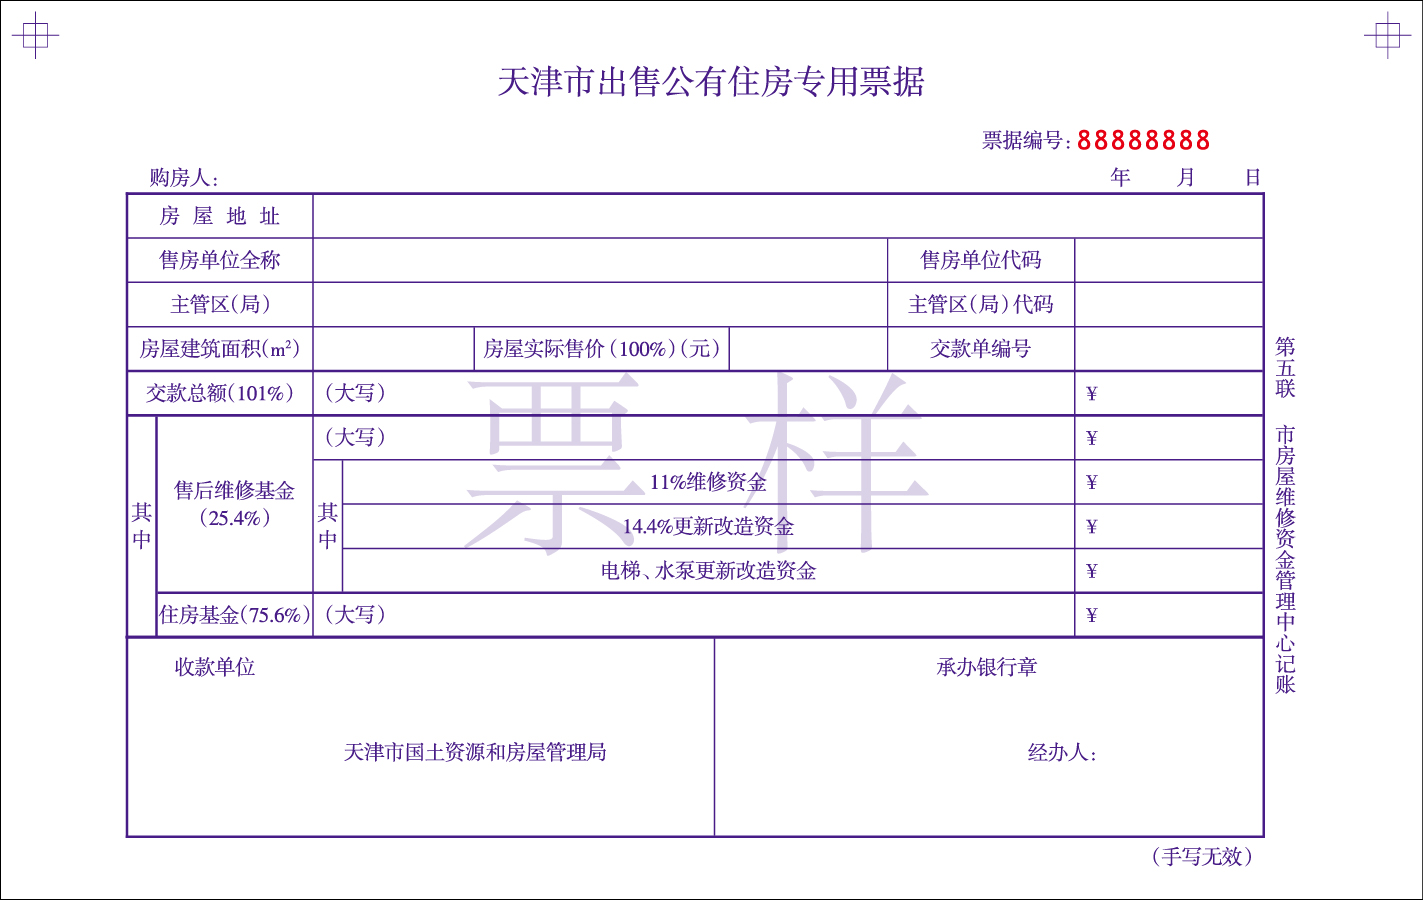 天津市出售公有住房专用票据
票据编号：88888888
购房人： 年 月 日
房屋地址
售房单位全称 售房单位代码
主管区（局） 主管区（局）代码
房屋建筑面积（m²） 房屋实际售价（100%）（元） 交款单编号
交款总额（101%） （大写） ¥
其中
售后维修基金
（25.4%）
（大写） ¥
其中
11%维修资金 ¥
14.4%更新改造资金 ¥
电梯、水泵更新改造资金 ¥
住房基金（75.6%） （大写） ¥
收款单位 承办银行章
天津市国土资源和房屋管理局 经办人：
（手写无效）
第五联 市房屋维修资金管理中心记账
票样